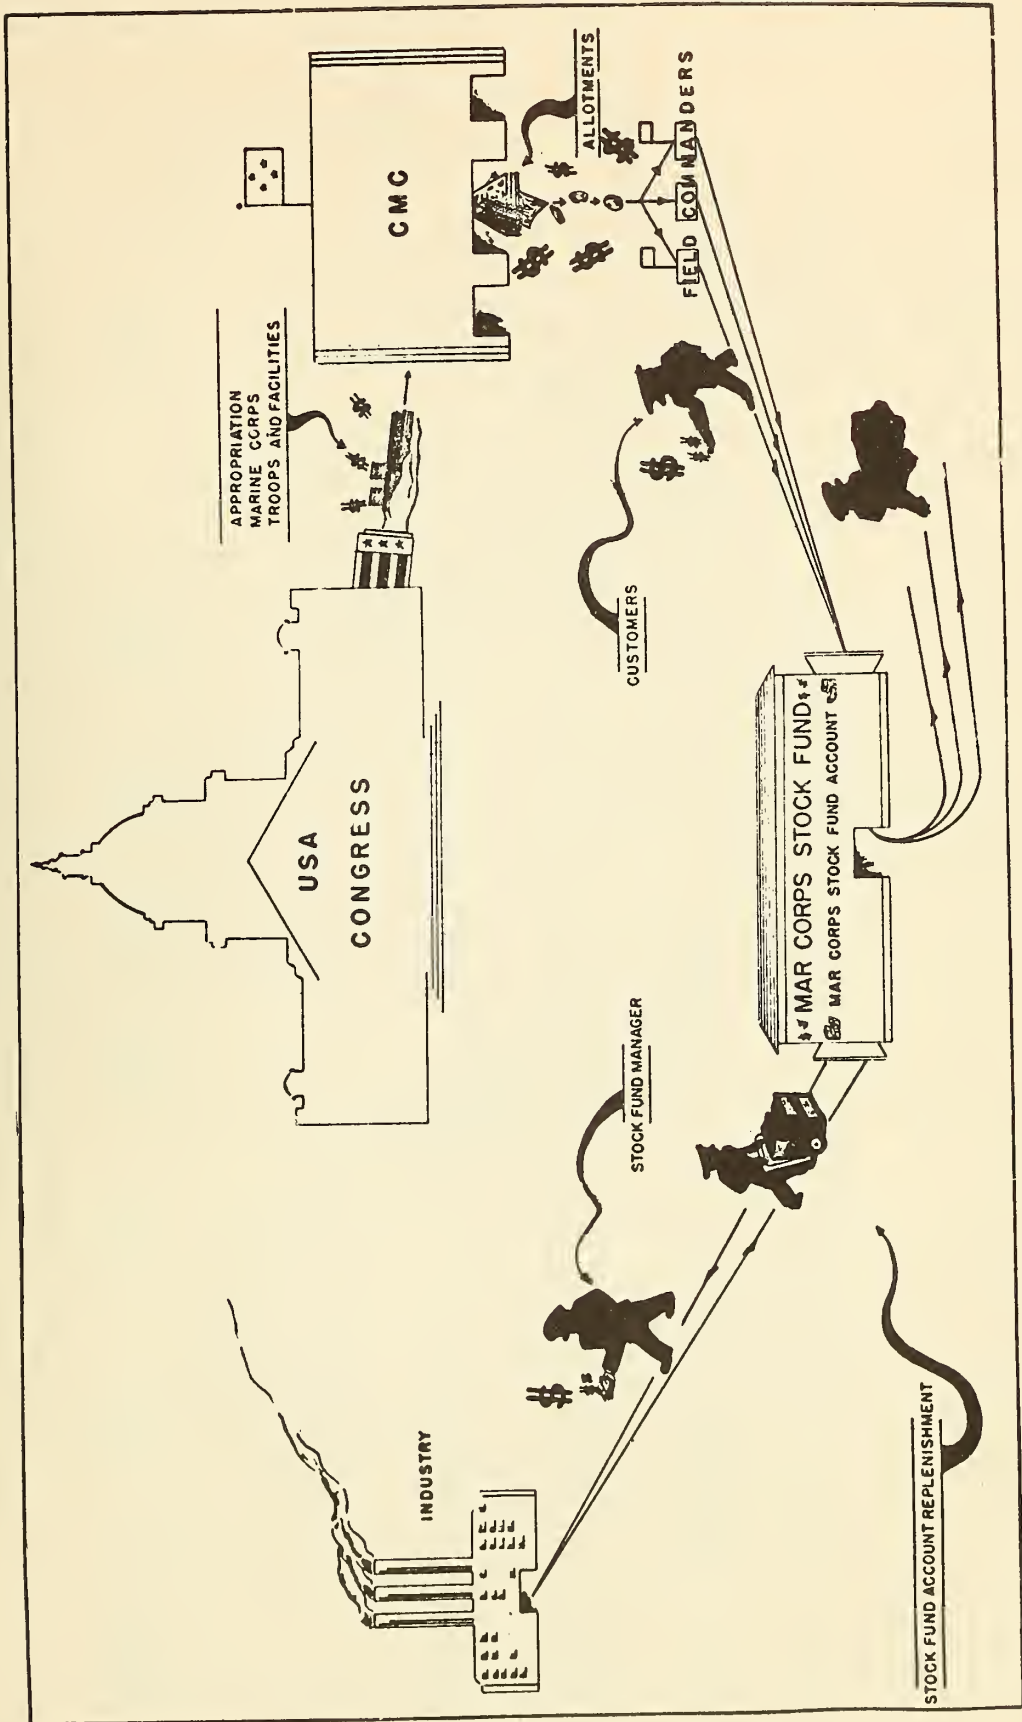 INDUSTRY
USA
CONGRESS
APPROPRIATION
MARINE CORPS
TROOPS AND FACILITIES
CMC
ALLOTMENTS
FIELD COMMANDERS
CUSTOMERS
STOCK FUND MANAGER
$ MAR CORPS STOCK FUND $
MAR CORPS STOCK FUND ACCOUNT
STOCK FUND ACCOUNT REPLENISHMENT